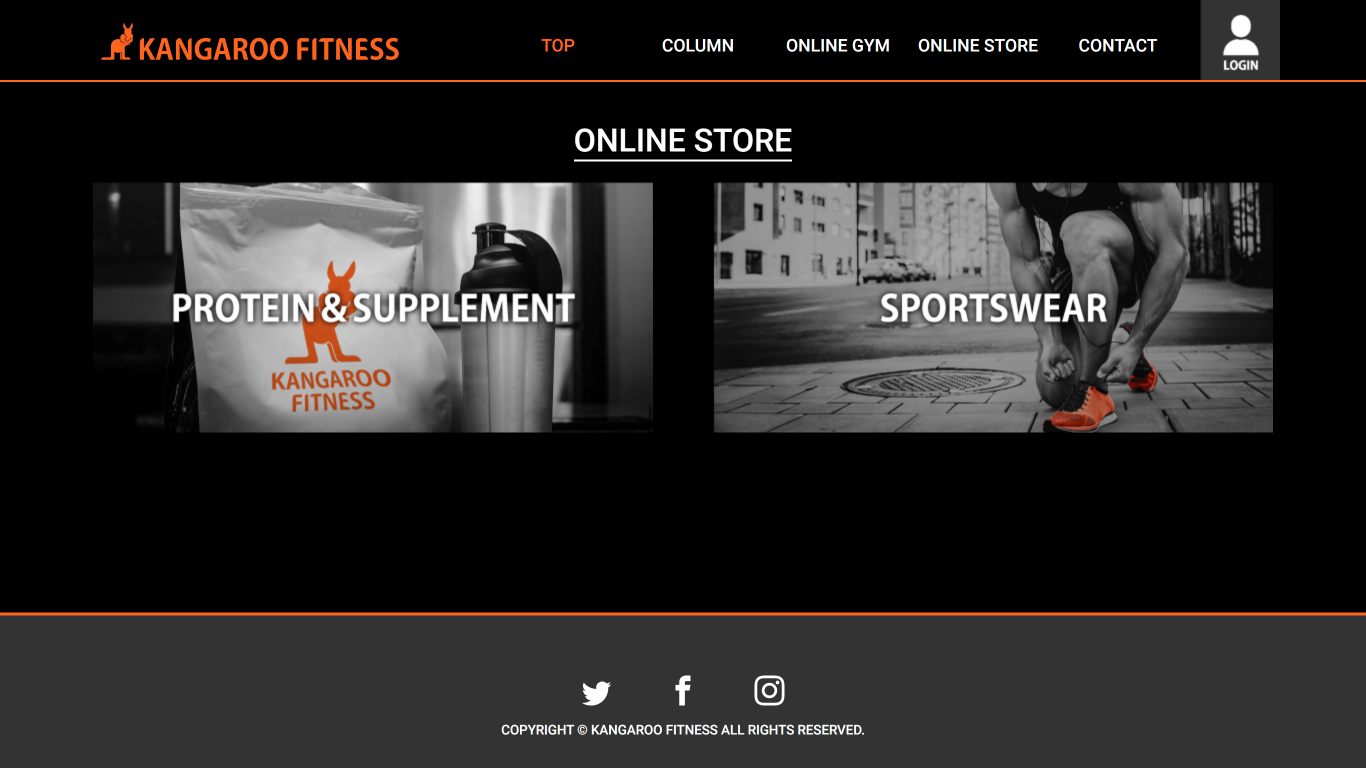 KANGAROO FITNESS
TOP
COLUMN
ONLINE GYM
ONLINE STORE
CONTACT
LOGIN
ONLINE STORE
PROTEIN & SUPPLEMENT
KANGAROO
FITNESS
SPORTSWEAR
COPYRIGHT © KANGAROO FITNESS ALL RIGHTS RESERVED.